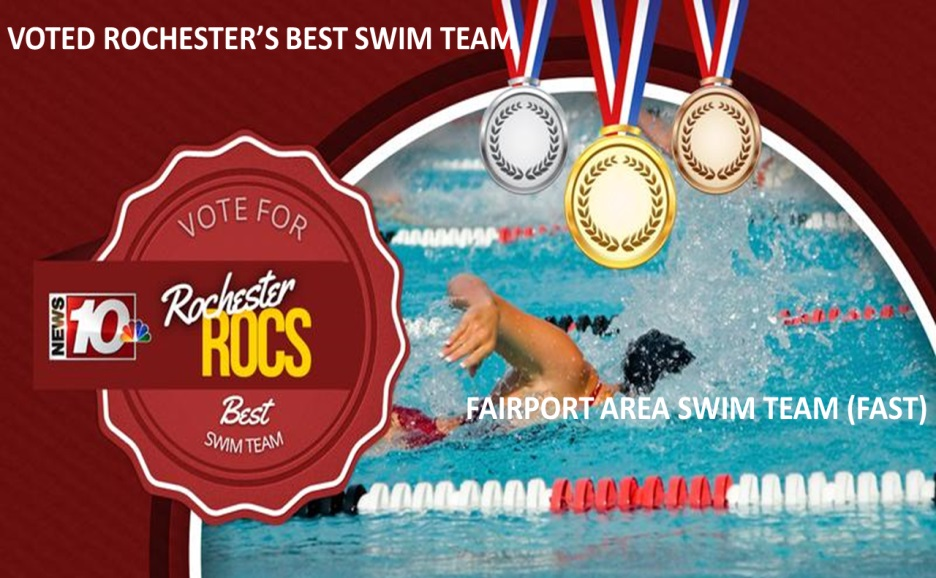 VOTED ROCHESTER’S BEST SWIM TEAM
VOTE FOR
NEWS 10
Rochester
ROCS
Best
SWIM TEAM
FAIRPORT AREA SWIM TEAM (FAST)